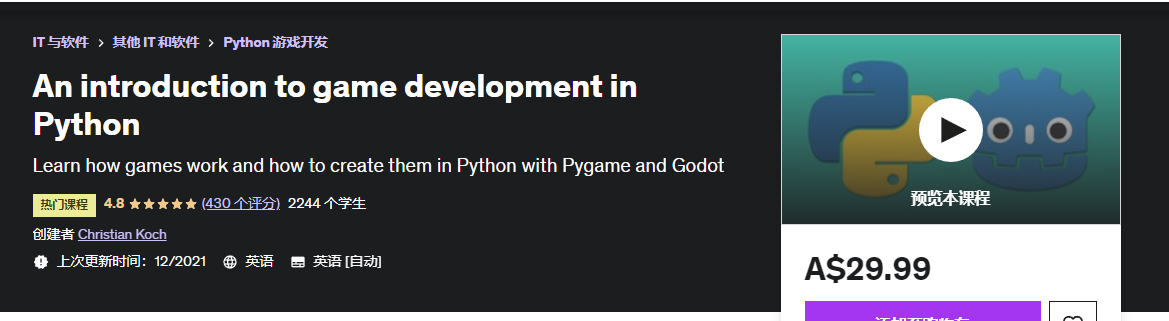 IT 与软件 > 其他 IT 和软件 > Python 游戏开发
An introduction to game development in
Python
Learn how games work and how to create them in Python with Pygame and Godot
热门课程 4.8 (430 个评分) 2244 个学生
创建者 Christian Koch
上次更新时间：12/2021 英语 英语 [自动]
预览本课程
A$29.99